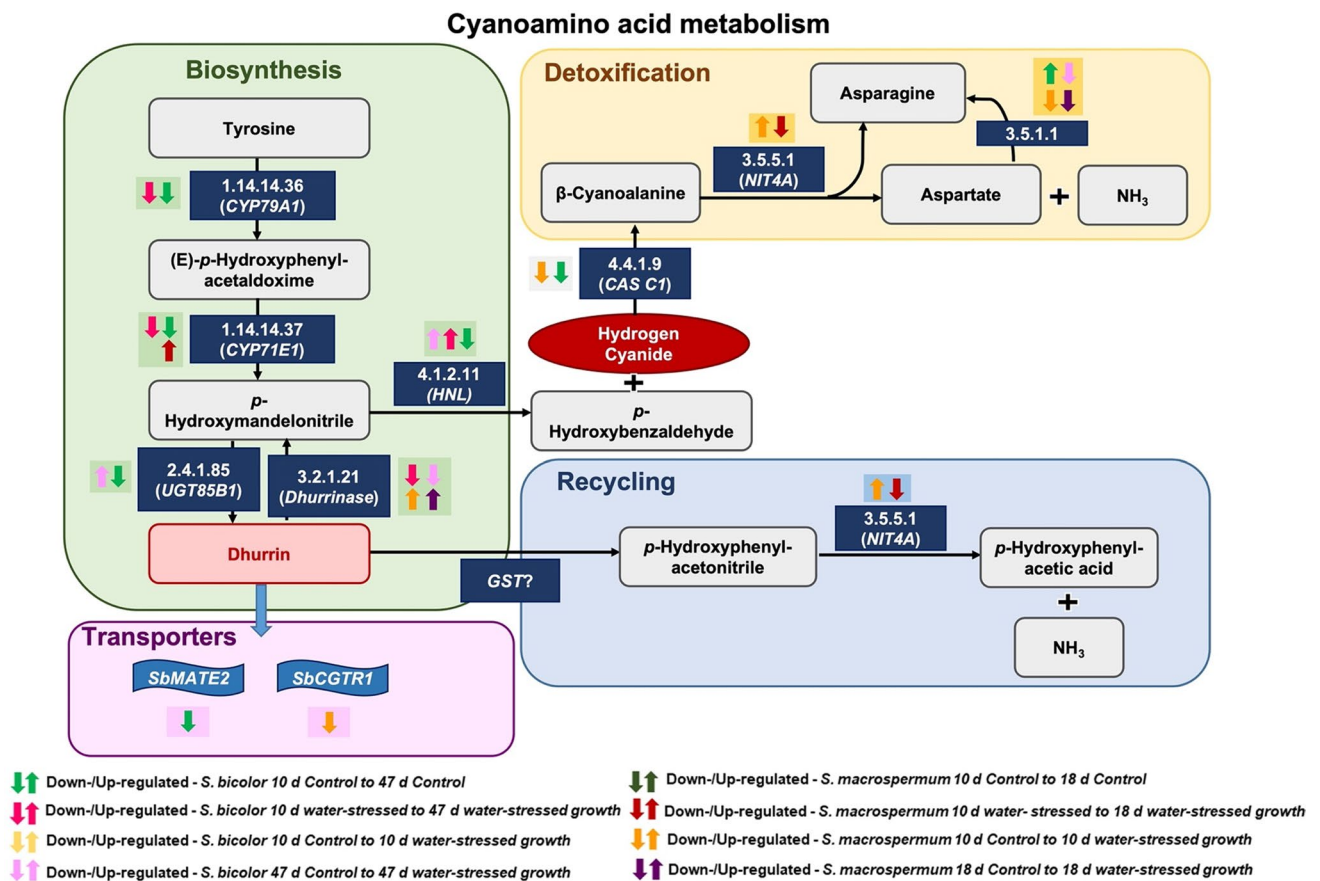 Cyanoamino acid metabolism
Biosynthesis
Tyrosine
1.14.14.36
(CYP79A1)
(E)-p-Hydroxyphenyl-
acetaldoxime
1.14.14.37
(CYP71E1)
p-
Hydroxymandelonitrile
2.4.1.85
(UGT85B1)
3.2.1.21
(Dhurrinase)
Dhurrin
4.1.2.11
(HNL)
Detoxification
Asparagine
3.5.1.1
3.5.5.1
(NIT4A)
β-Cyanoalanine
Aspartate
+
NH₃
4.4.1.9
(CAS C1)
Hydrogen
Cyanide
+
p-
Hydroxybenzaldehyde
Recycling
3.5.5.1
(NIT4A)
p-Hydroxyphenyl-
acetonitrile
p-Hydroxyphenyl-
acetic acid
+
NH₃
GST?
Transporters
SbMATE2
SbCGTR1
Down-/Up-regulated - S. bicolor 10 d Control to 47 d Control
Down-/Up-regulated - S. bicolor 10 d water-stressed to 47 d water-stressed growth
Down-/Up-regulated - S. bicolor 10 d Control to 10 d water-stressed growth
Down-/Up-regulated - S. bicolor 47 d Control to 47 d water-stressed growth
Down-/Up-regulated - S. macrospermum 10 d Control to 18 d Control
Down-/Up-regulated - S. macrospermum 10 d water- stressed to 18 d water-stressed growth
Down-/Up-regulated - S. macrospermum 10 d Control to 10 d water-stressed growth
Down-/Up-regulated - S. macrospermum 18 d Control to 18 d water-stressed growth